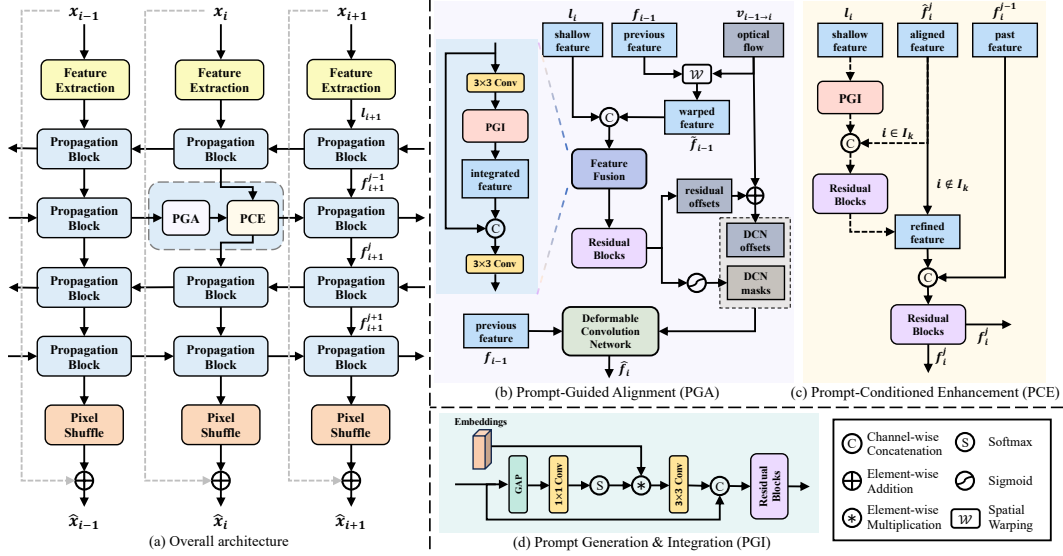 x_{i-1}
x_i
x_{i+1}
Feature
Extraction
Feature
Extraction
Feature
Extraction
l_{i+1}
Propagation
Block
Propagation
Block
Propagation
Block
f_{i+1}^{j-1}
Propagation
Block
PGA
PCE
Propagation
Block
f_{i+1}^{j}
Propagation
Block
Propagation
Block
Propagation
Block
f_{i+1}^{j+1}
Propagation
Block
Propagation
Block
Propagation
Block
Pixel
Shuffle
Pixel
Shuffle
Pixel
Shuffle
x̂_{i-1}
x̂_i
x̂_{i+1}
(a) Overall architecture
3×3 Conv
PGI
integrated
feature
C
3×3 Conv
l_i
shallow
feature
f_{i-1}
previous
feature
v_{i-1→i}
optical
flow
𝒲
C
warped
feature
f̃_{i-1}
Feature
Fusion
Residual
Blocks
residual
offsets
DCN
offsets
DCN
masks
previous
feature
f_{i-1}
Deformable
Convolution
Network
f̂_i
(b) Prompt-Guided Alignment (PGA)
l_i
shallow
feature
f̂_i^j
aligned
feature
f_i^{j-1}
past
feature
PGI
C
i ∈ I_k
Residual
Blocks
i ∉ I_k
refined
feature
C
Residual
Blocks
f_i^j
f_i^j
(c) Prompt-Conditioned Enhancement (PCE)
Embeddings
GAP
1×1 Conv
S
3×3 Conv
C
Residual
Blocks
(d) Prompt Generation & Integration (PGI)
C
Channel-wise
Concatenation
S
Softmax
Element-wise
Addition
Sigmoid
Element-wise
Multiplication
𝒲
Spatial
Warping